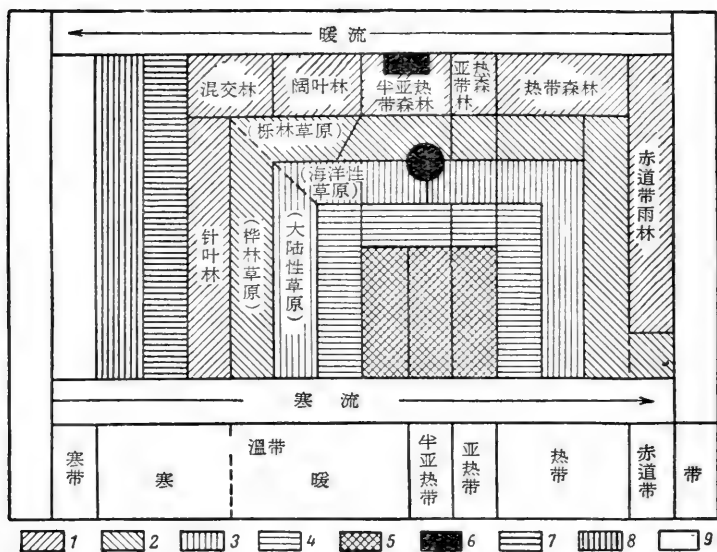 暖流
混交林
阔叶林
半亚热带森林
亚热带森林
热带森林
(栎林草原)
(海洋性草原)
赤道带雨林
针叶林
(桦林草原)
(大陆性草原)
寒流
寒带
寒
溫带
暖
半亚热带
亚热带
热带
赤道带
带
1 2 3 4 5 6 7 8 9